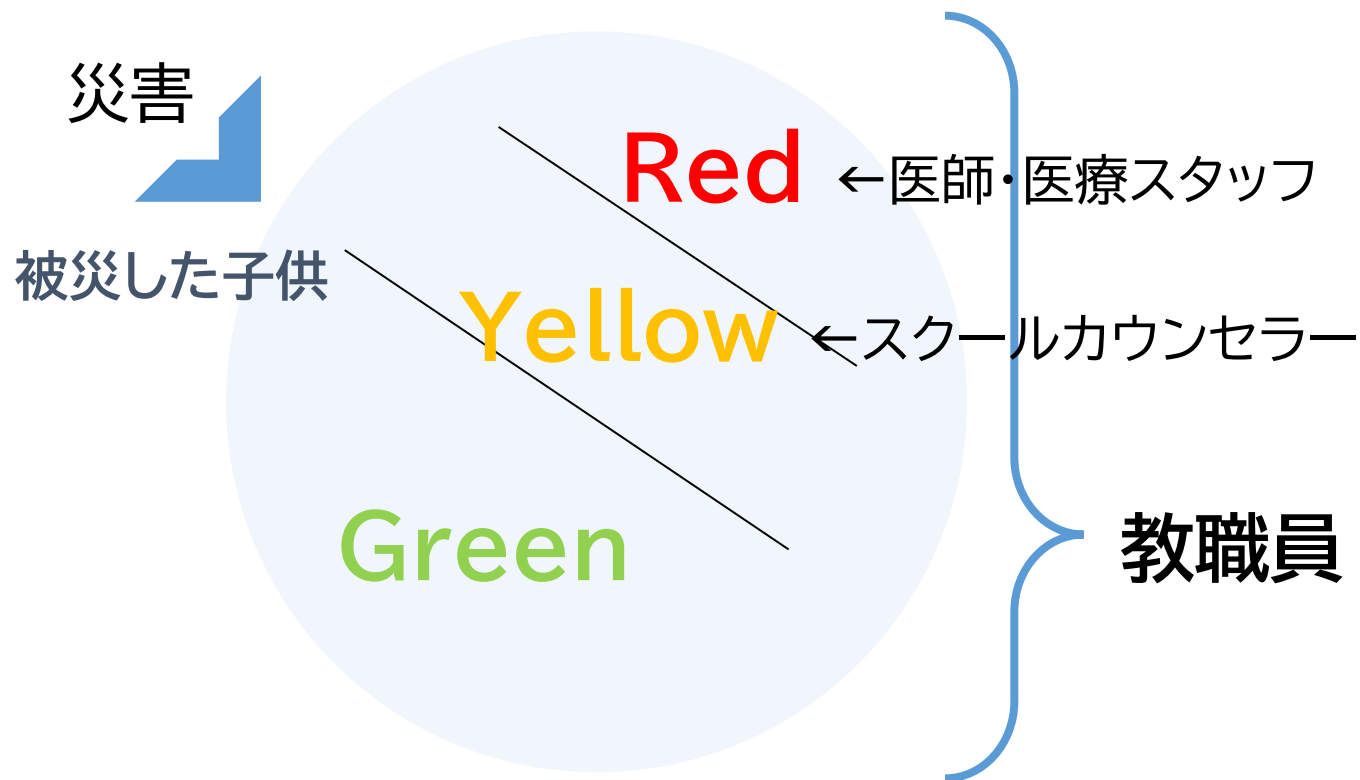 災害
Red ←医師・医療スタッフ
被災した子供
Yellow ←スクールカウンセラー
Green
教職員